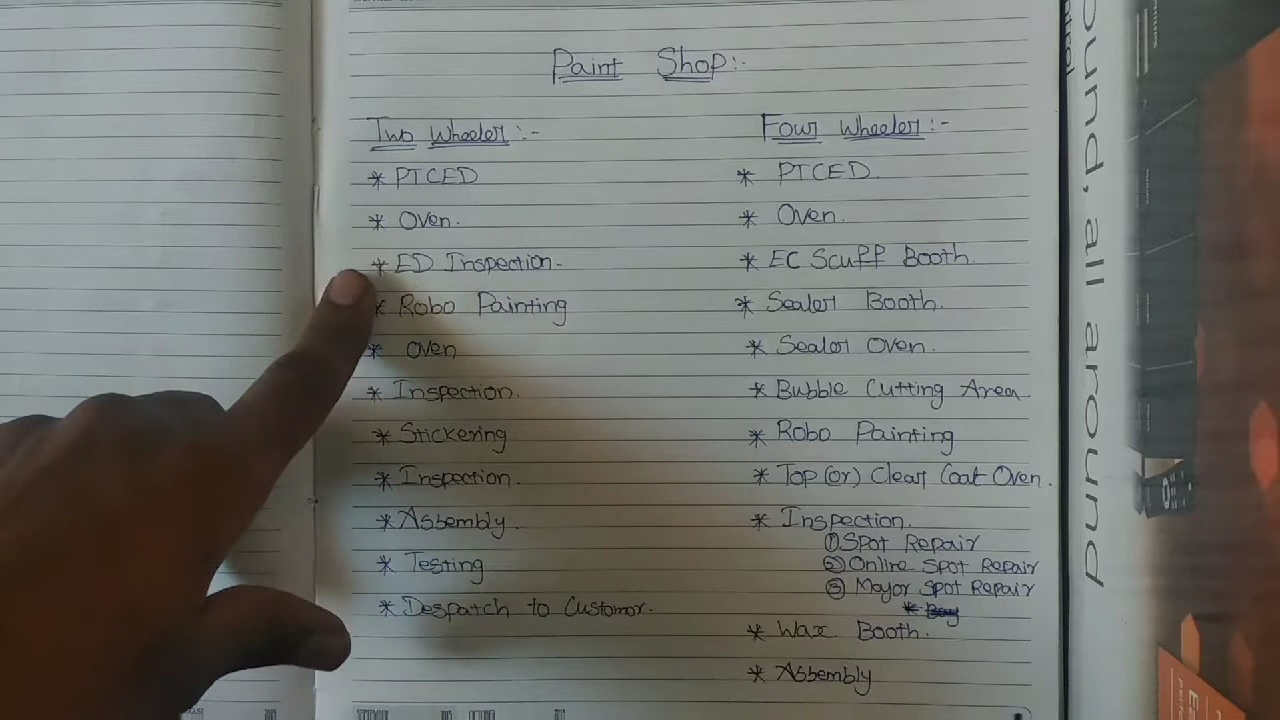 Paint Shop:-
Two Wheeler:-
* PTCED
* Oven.
* ED Inspection.
* Robo Painting
* Oven
* Inspection.
* Stickering
* Inspection.
* Assembly.
* Testing
* Despatch to Customor.
Four Wheeler:-
* PTCED.
* Oven.
* EC Scuff Booth.
* Sealer Booth.
* Sealer Oven.
* Bubble Cutting Area.
* Robo Painting
* Top (or) Clear Coat Oven.
* Inspection.
① Spot Repair
② Online Spot Repair
③ Mayor Spot Repair
* Wax Booth.
* Assembly
ound, all around